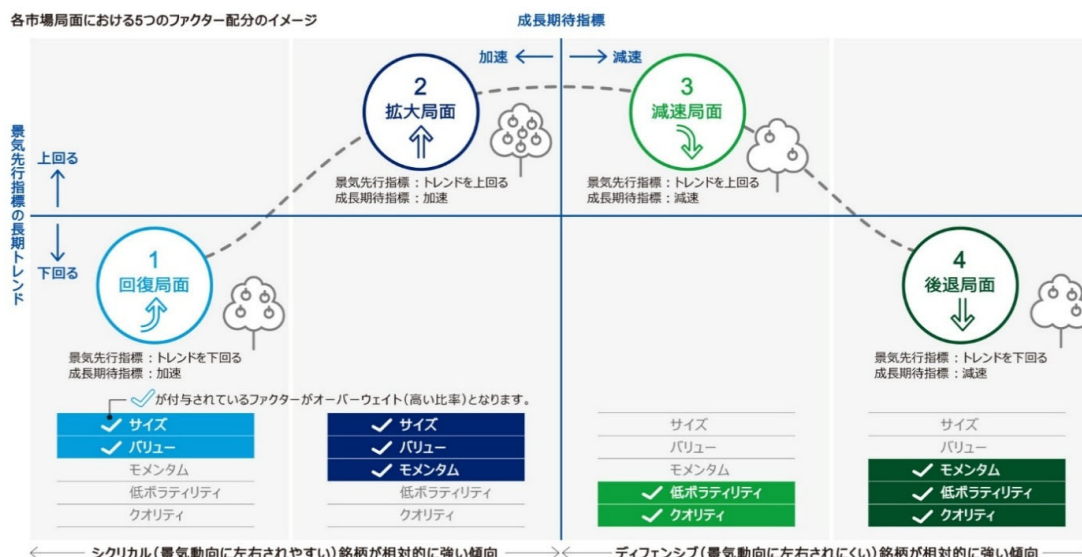 各市場局面における5つのファクター配分のイメージ
成長期待指標
加速
減速
景気先行指標の長期トレンド
上回る
下回る
1
回復局面
景気先行指標：トレンドを下回る
成長期待指標：加速
2
拡大局面
景気先行指標：トレンドを上回る
成長期待指標：加速
3
減速局面
景気先行指標：トレンドを上回る
成長期待指標：減速
4
後退局面
景気先行指標：トレンドを下回る
成長期待指標：減速
が付与されているファクターがオーバーウェイト（高い比率）となります。
サイズ
バリュー
モメンタム
低ボラティリティ
クオリティ
サイズ
バリュー
モメンタム
低ボラティリティ
クオリティ
サイズ
バリュー
モメンタム
低ボラティリティ
クオリティ
サイズ
バリュー
モメンタム
低ボラティリティ
クオリティ
シクリカル（景気動向に左右されやすい）銘柄が相対的に強い傾向
ディフェンシブ（景気動向に左右されにくい）銘柄が相対的に強い傾向